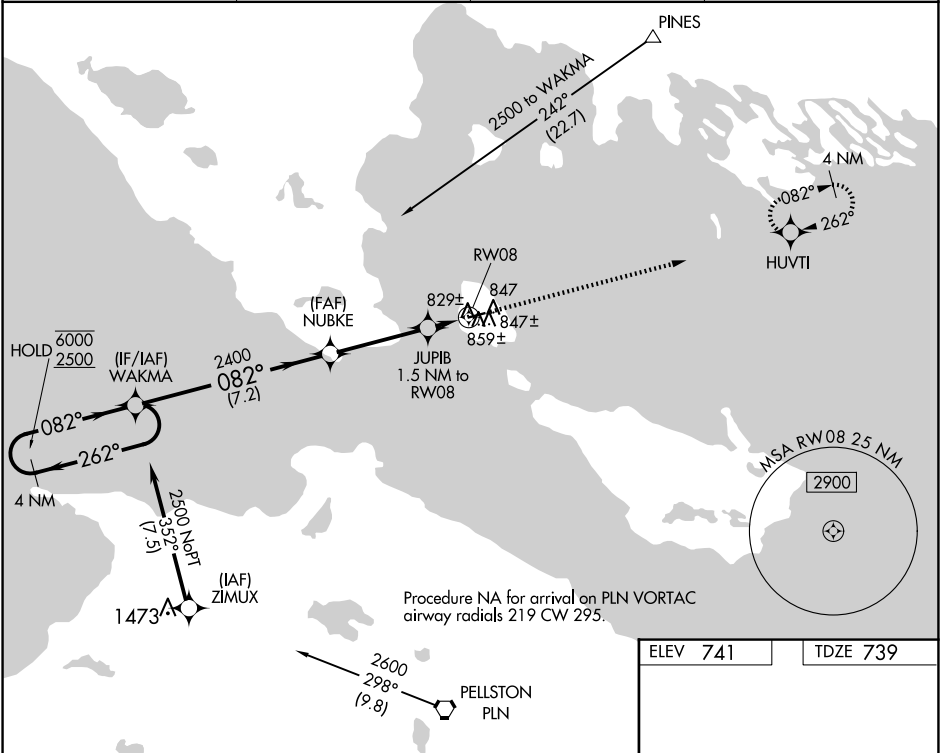 PINES
2500 to WAKMA
242°
(22.7)
4 NM
082°
262°
HUVTI
RW08
829±
847
847±
859±
(FAF)
NUBKE
JUPIB
1.5 NM to
RW08
HOLD
6000
2500
(IF/IAF)
WAKMA
2400
082°
(7.2)
082°
262°
4 NM
2500 NoPT
352°
(7.5)
(IAF)
ZIMUX
1473
MSA RW08 25 NM
2900
Procedure NA for arrival on PLN VORTAC
airway radials 219 CW 295.
2600
298°
(9.8)
PELLSTON
PLN
ELEV 741
TDZE 739